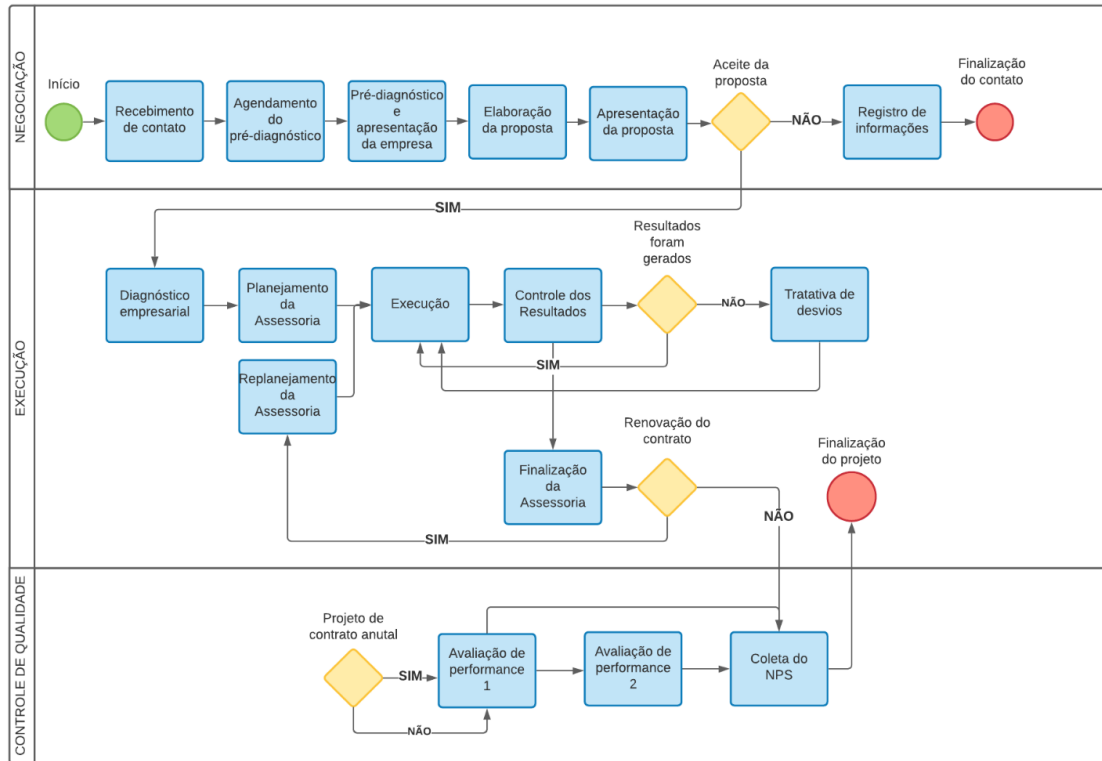 NEGOCIAÇÃO
Início
Recebimento
de contato
Agendamento
do
pré-diagnóstico
Pré-diagnóstico
e
apresentação
da empresa
Elaboração
da proposta
Apresentação
da proposta
Aceite da
proposta
NÃO
Registro de
informações
Finalização
do contato
SIM
EXECUÇÃO
Diagnóstico
empresarial
Planejamento
da
Assessoria
Replanejamento
da
Assessoria
Execução
Controle dos
Resultados
Resultados
foram
gerados
NÃO
Tratativa de
desvios
SIM
Finalização
da
Assessoria
Renovação do
contrato
NÃO
SIM
Finalização
do projeto
CONTROLE DE QUALIDADE
Projeto de
contrato anutal
SIM
NÃO
Avaliação de
performance
1
Avaliação de
performance
2
Coleta do
NPS